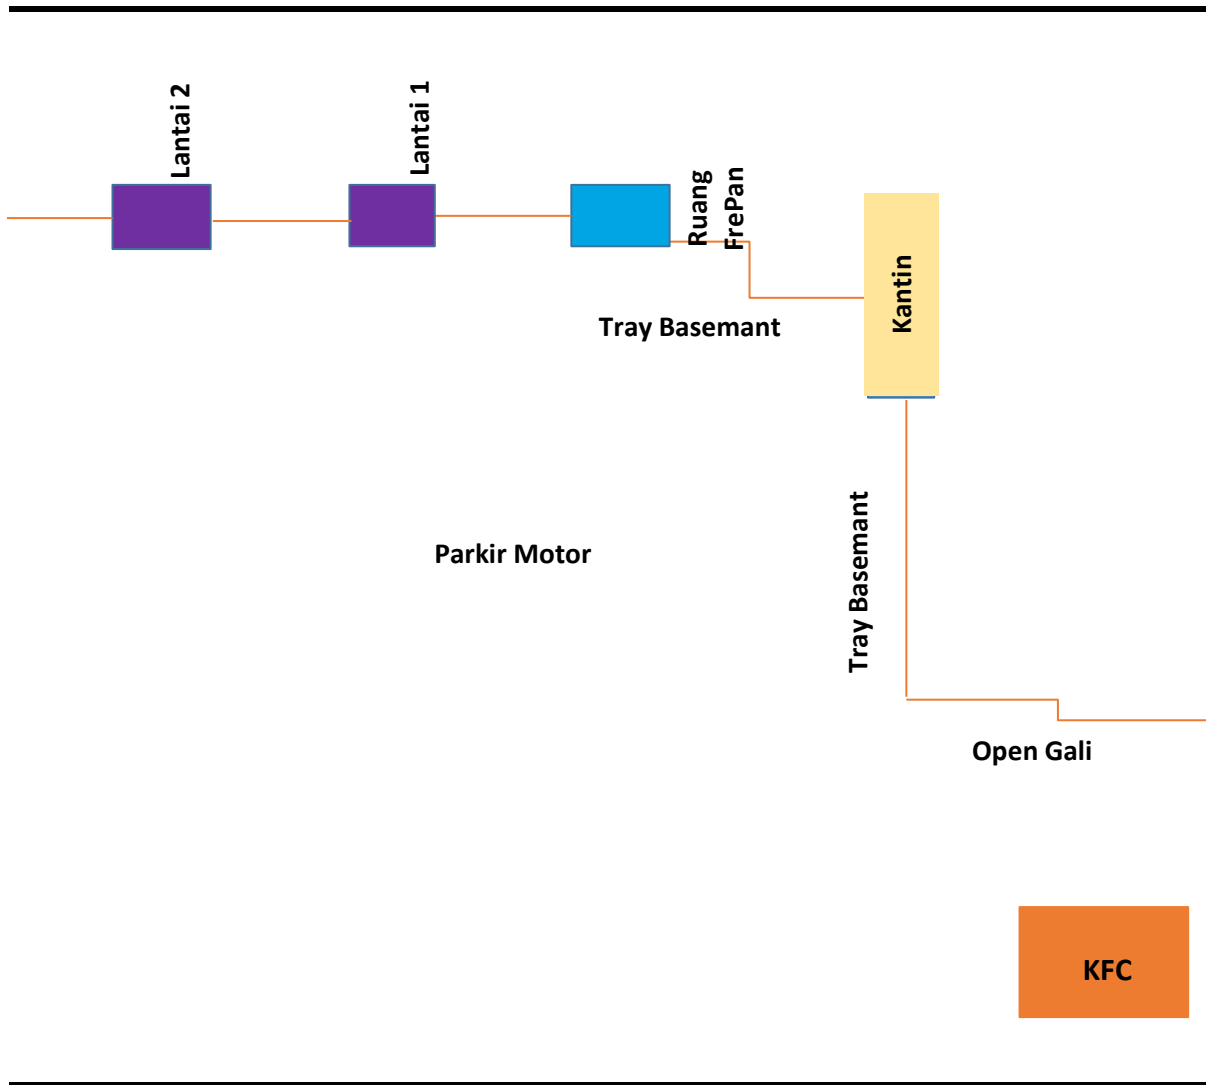 Lantai 2
Lantai 1
Ruang
FrePan
Kantin
Tray Basemant
Tray Basemant
Parkir Motor
Open Gali
KFC